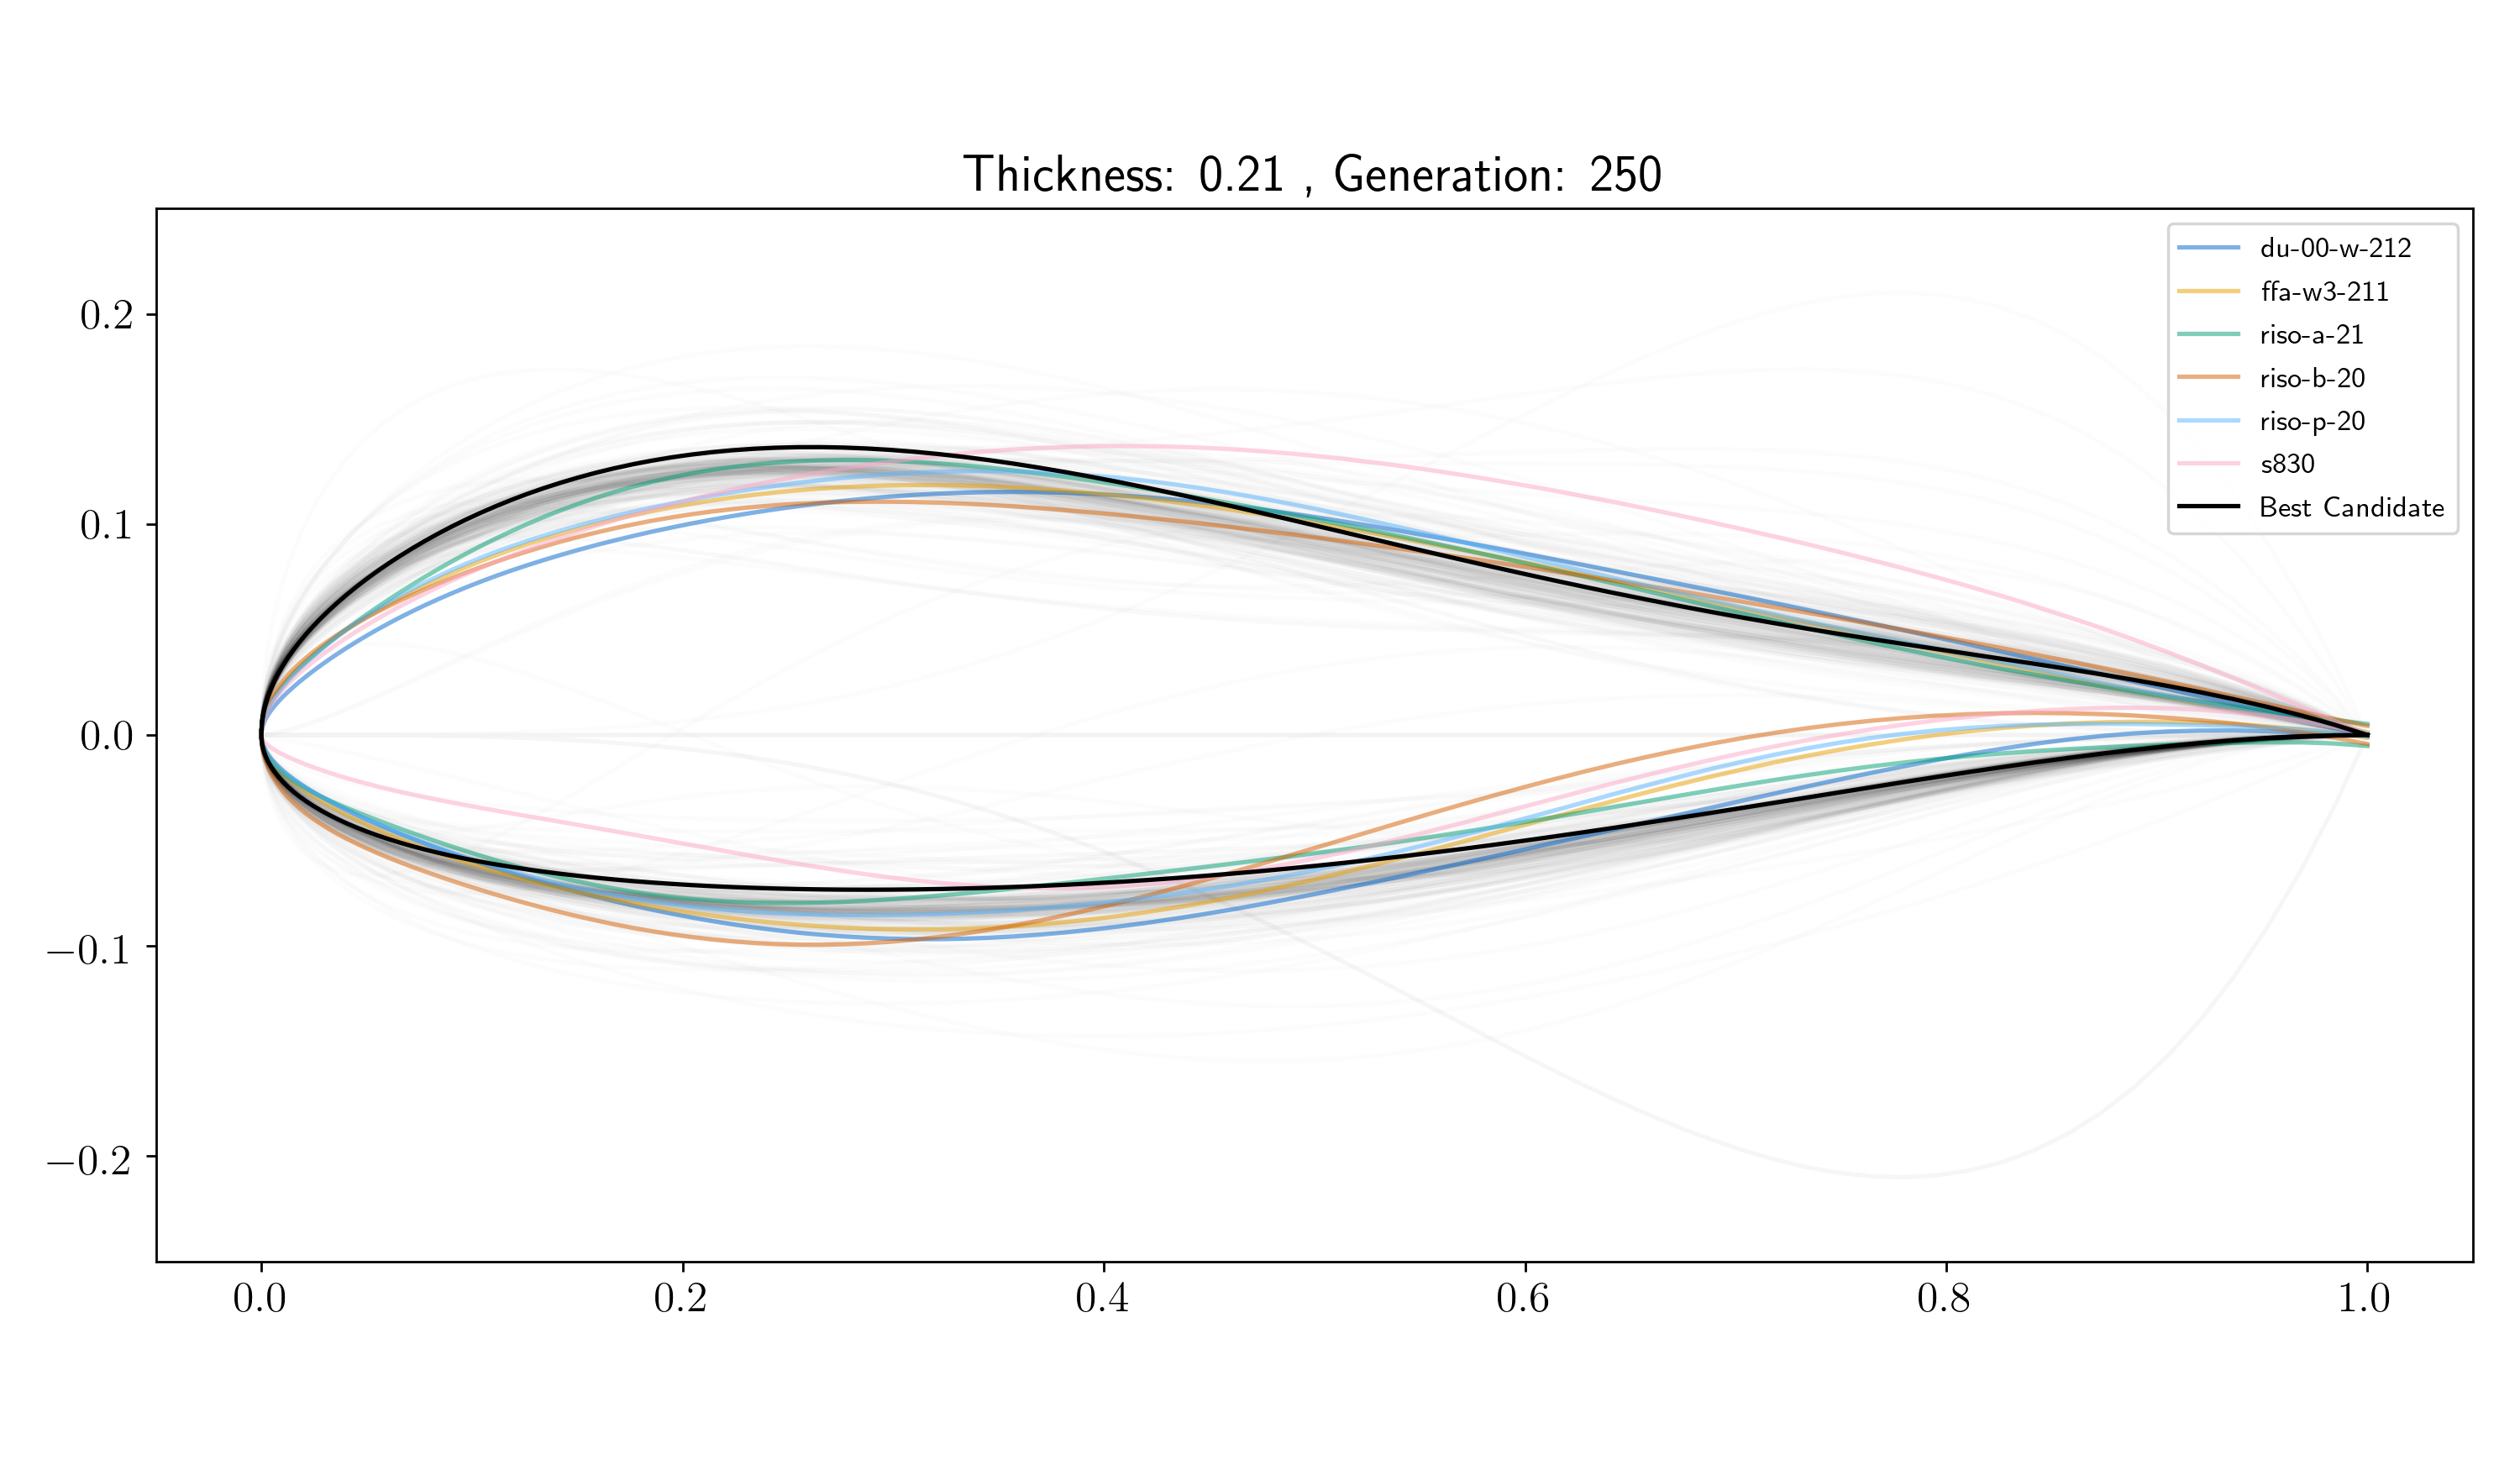 Thickness: 0.21 , Generation: 250
du-00-w-212
ffa-w3-211
riso-a-21
riso-b-20
riso-p-20
s830
Best Candidate
0.2
0.1
0.0
−0.1
−0.2
0.0 0.2 0.4 0.6 0.8 1.0